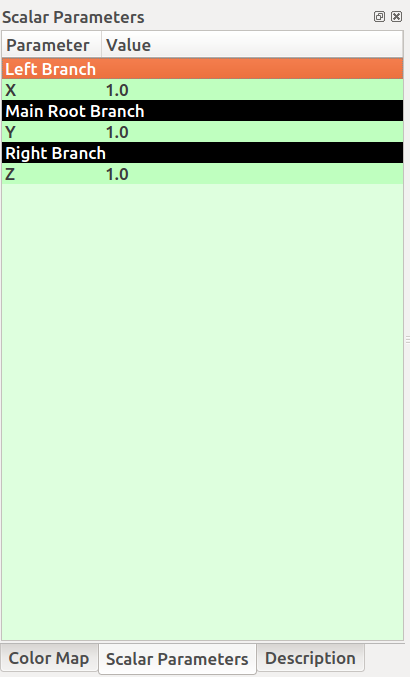 Scalar Parameters
Parameter Value
Left Branch
X 1.0
Main Root Branch
Y 1.0
Right Branch
Z 1.0
Color Map Scalar Parameters Description